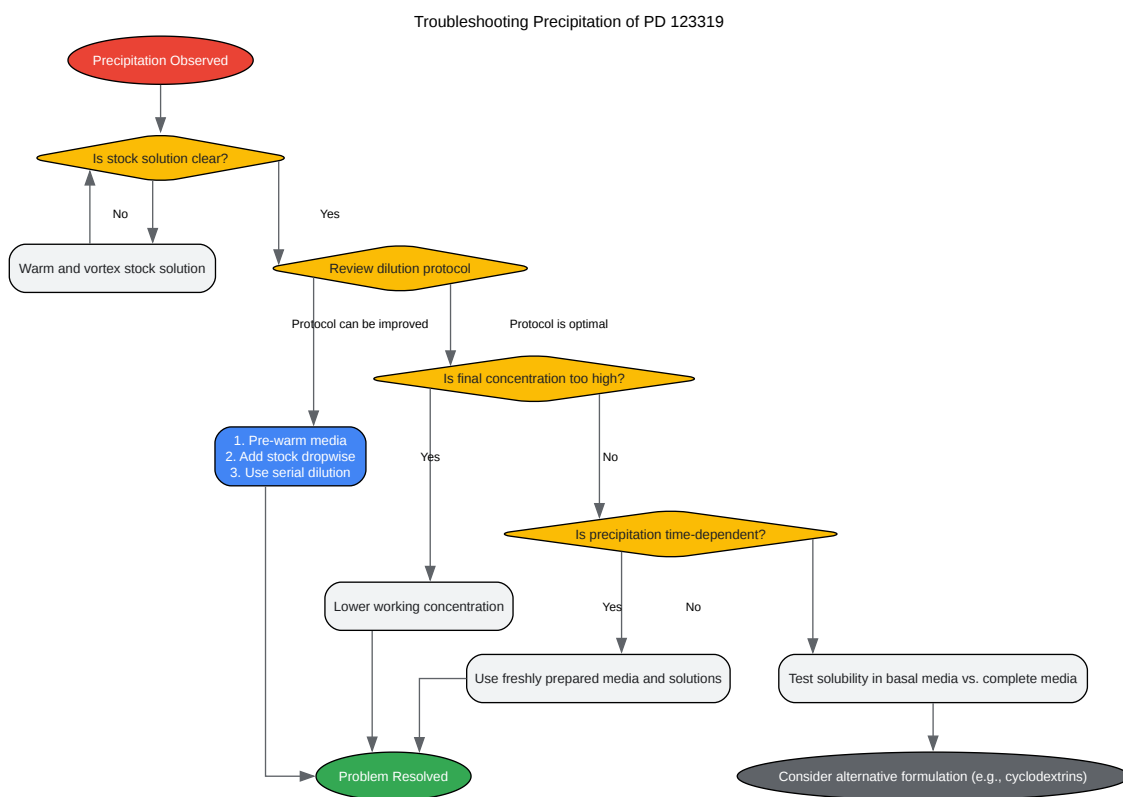 Troubleshooting Precipitation of PD 123319
Precipitation Observed
Is stock solution clear?
No
Yes
Warm and vortex stock solution
Review dilution protocol
Protocol can be improved
Protocol is optimal
Is final concentration too high?
1. Pre-warm media
2. Add stock dropwise
3. Use serial dilution
Yes
No
Is precipitation time-dependent?
Lower working concentration
Yes
No
Use freshly prepared media and solutions
Test solubility in basal media vs. complete media
Problem Resolved
Consider alternative formulation (e.g., cyclodextrins)